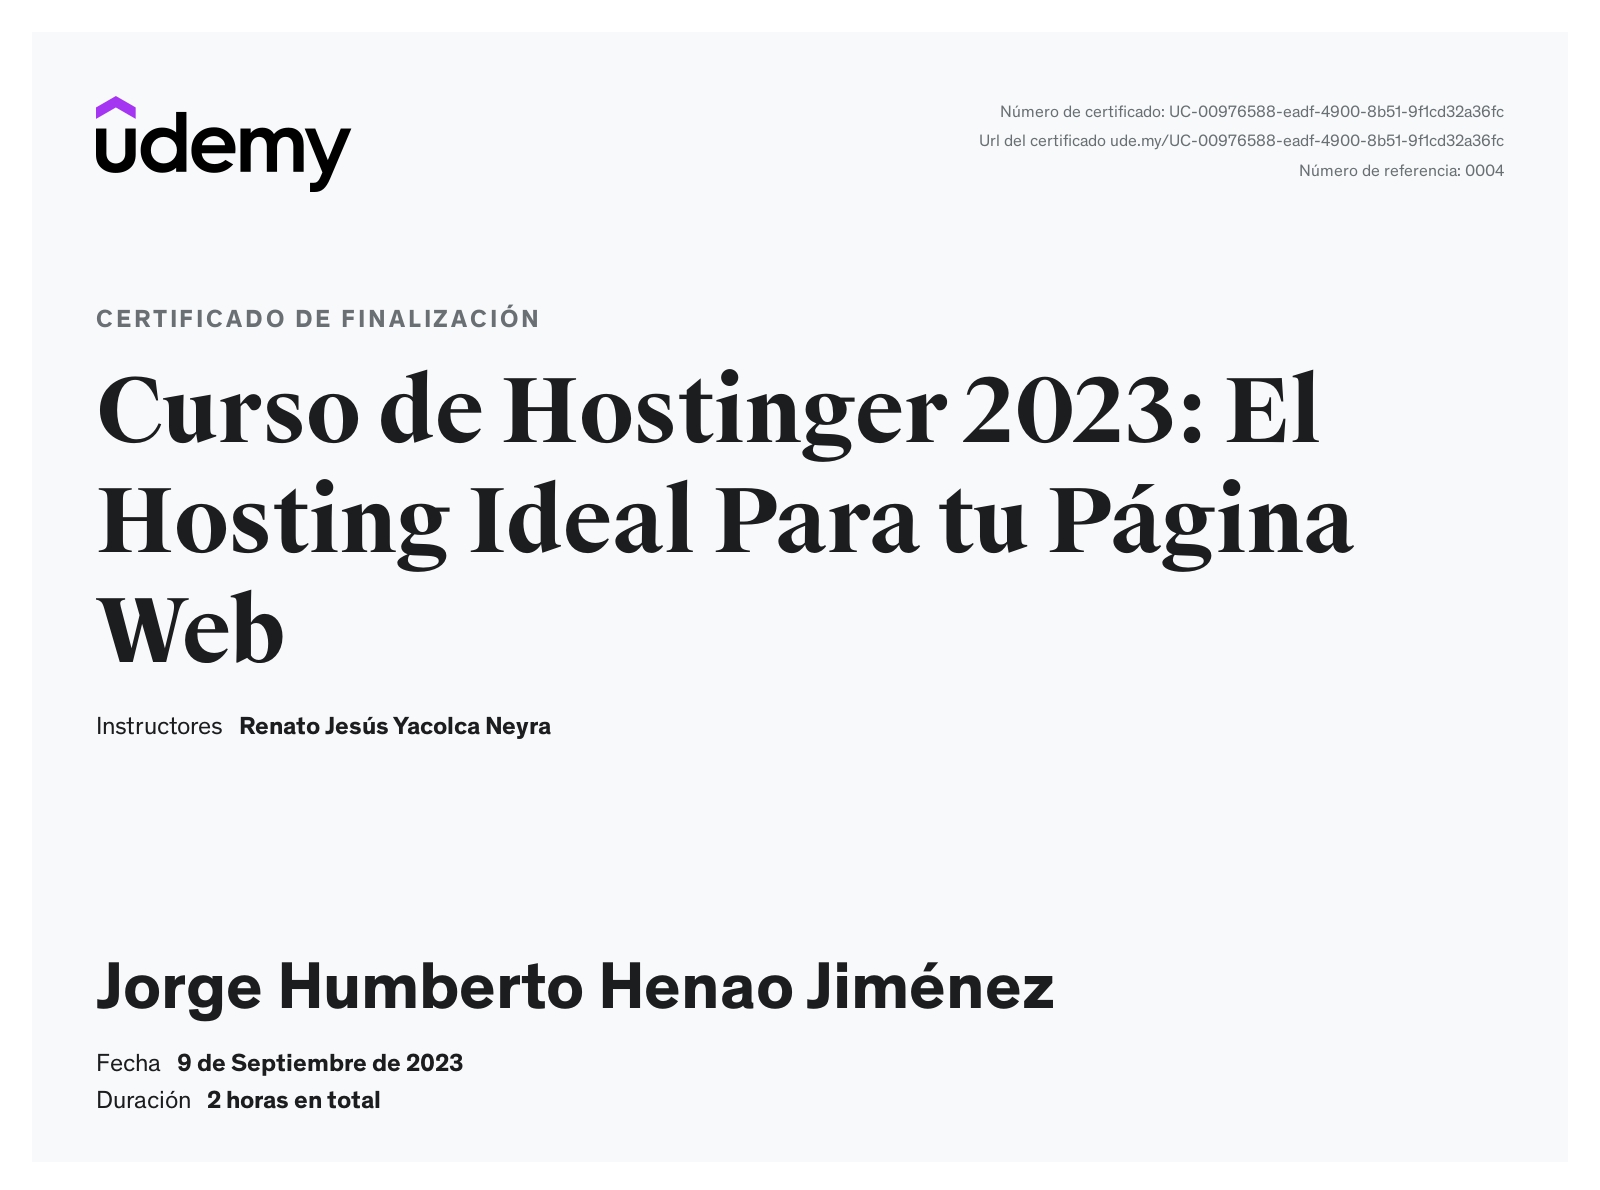 udemy
Número de certificado: UC-00976588-eadf-4900-8b51-9f1cd32a36fc
Url del certificado ude.my/UC-00976588-eadf-4900-8b51-9f1cd32a36fc
Número de referencia: 0004
CERTIFICADO DE FINALIZACIÓN
Curso de Hostinger 2023: El
Hosting Ideal Para tu Página
Web
Instructores Renato Jesús Yacolca Neyra
Jorge Humberto Henao Jiménez
Fecha 9 de Septiembre de 2023
Duración 2 horas en total